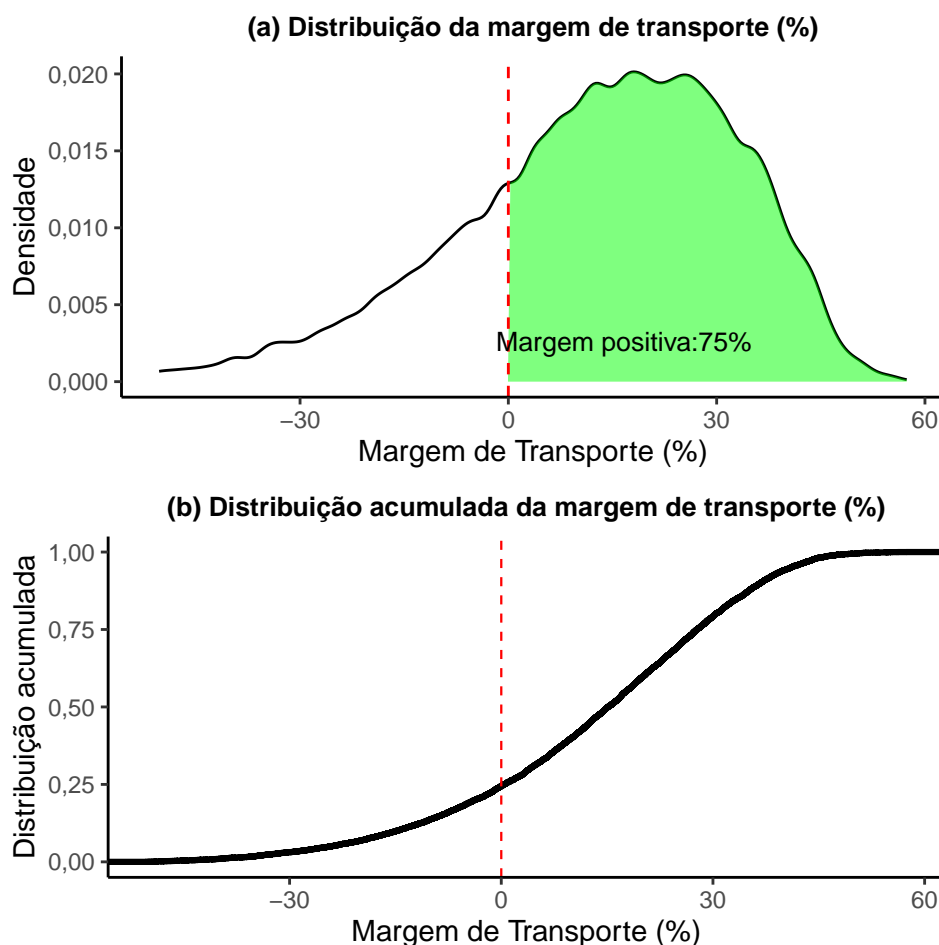 (a) Distribuição da margem de transporte (%)
0,020
0,015
0,010
0,005
0,000
Densidade
Margem positiva:75%
−30
0
30
60
Margem de Transporte (%)
(b) Distribuição acumulada da margem de transporte (%)
1,00
0,75
0,50
0,25
0,00
Distribuição acumulada
−30
0
30
60
Margem de Transporte (%)